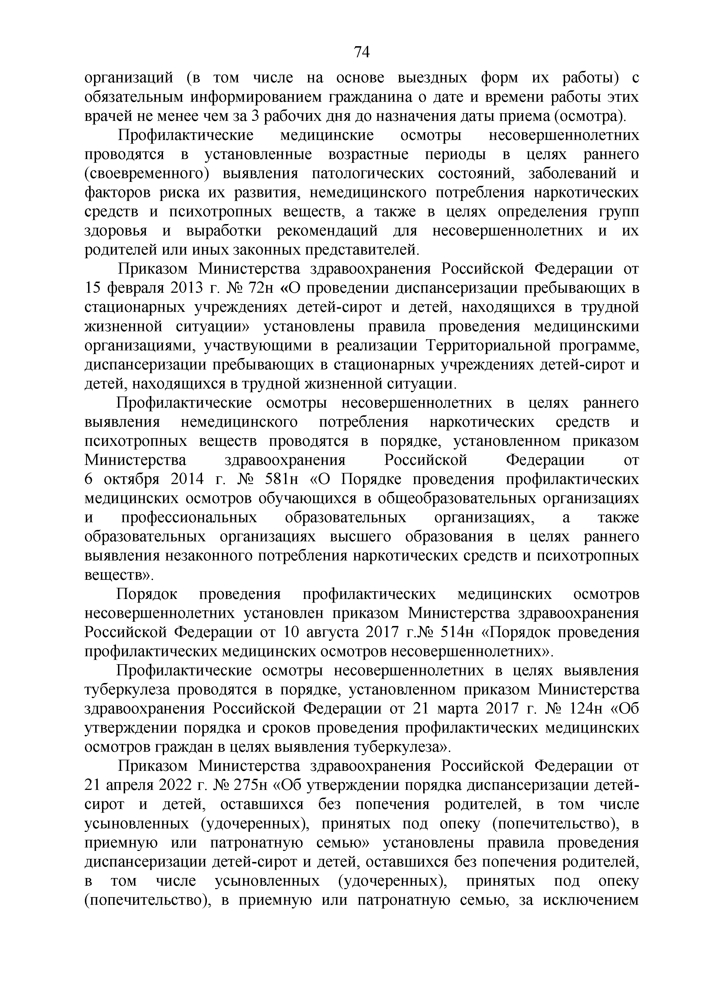 74
организаций (в том числе на основе выездных форм их работы) с
обязательным информированием гражданина о дате и времени работы этих
врачей не менее чем за 3 рабочих дня до назначения даты приема (осмотра).
Профилактические медицинские осмотры несовершеннолетних
проводятся в установленные возрастные периоды в целях раннего
(своевременного) выявления патологических состояний, заболеваний и
факторов риска их развития, немедицинского потребления наркотических
средств и психотропных веществ, а также в целях определения групп
здоровья и выработки рекомендаций для несовершеннолетних и их
родителей или иных законных представителей.
Приказом Министерства здравоохранения Российской Федерации от
15 февраля 2013 г. № 72н «О проведении диспансеризации пребывающих в
стационарных учреждениях детей-сирот и детей, находящихся в трудной
жизненной ситуации» установлены правила проведения медицинскими
организациями, участвующими в реализации Территориальной программе,
диспансеризации пребывающих в стационарных учреждениях детей-сирот и
детей, находящихся в трудной жизненной ситуации.
Профилактические осмотры несовершеннолетних в целях раннего
выявления немедицинского потребления наркотических средств и
психотропных веществ проводятся в порядке, установленном приказом
Министерства здравоохранения Российской Федерации от
6 октября 2014 г. № 581н «О Порядке проведения профилактических
медицинских осмотров обучающихся в общеобразовательных организациях
и профессиональных образовательных организациях, а также
образовательных организациях высшего образования в целях раннего
выявления незаконного потребления наркотических средств и психотропных
веществ».
Порядок проведения профилактических медицинских осмотров
несовершеннолетних установлен приказом Министерства здравоохранения
Российской Федерации от 10 августа 2017 г.№ 514н «Порядок проведения
профилактических медицинских осмотров несовершеннолетних».
Профилактические осмотры несовершеннолетних в целях выявления
туберкулеза проводятся в порядке, установленном приказом Министерства
здравоохранения Российской Федерации от 21 марта 2017 г. № 124н «Об
утверждении порядка и сроков проведения профилактических медицинских
осмотров граждан в целях выявления туберкулеза».
Приказом Министерства здравоохранения Российской Федерации от
21 апреля 2022 г. № 275н «Об утверждении порядка диспансеризации детей-
сирот и детей, оставшихся без попечения родителей, в том числе
усыновленных (удочеренных), принятых под опеку (попечительство), в
приемную или патронатную семью» установлены правила проведения
диспансеризации детей-сирот и детей, оставшихся без попечения родителей,
в том числе усыновленных (удочеренных), принятых под опеку
(попечительство), в приемную или патронатную семью, за исключением